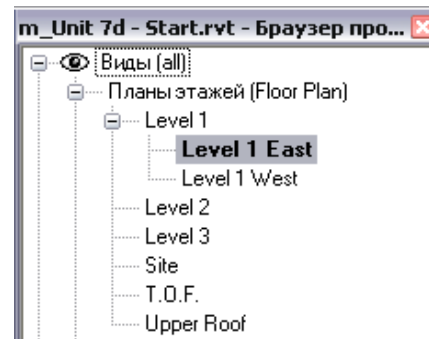 m_Unit 7d - Start.rvt - Браузер про...
Виды (all)
Планы этажей (Floor Plan)
Level 1
Level 1 East
Level 1 West
Level 2
Level 3
Site
T.O.F.
Upper Roof